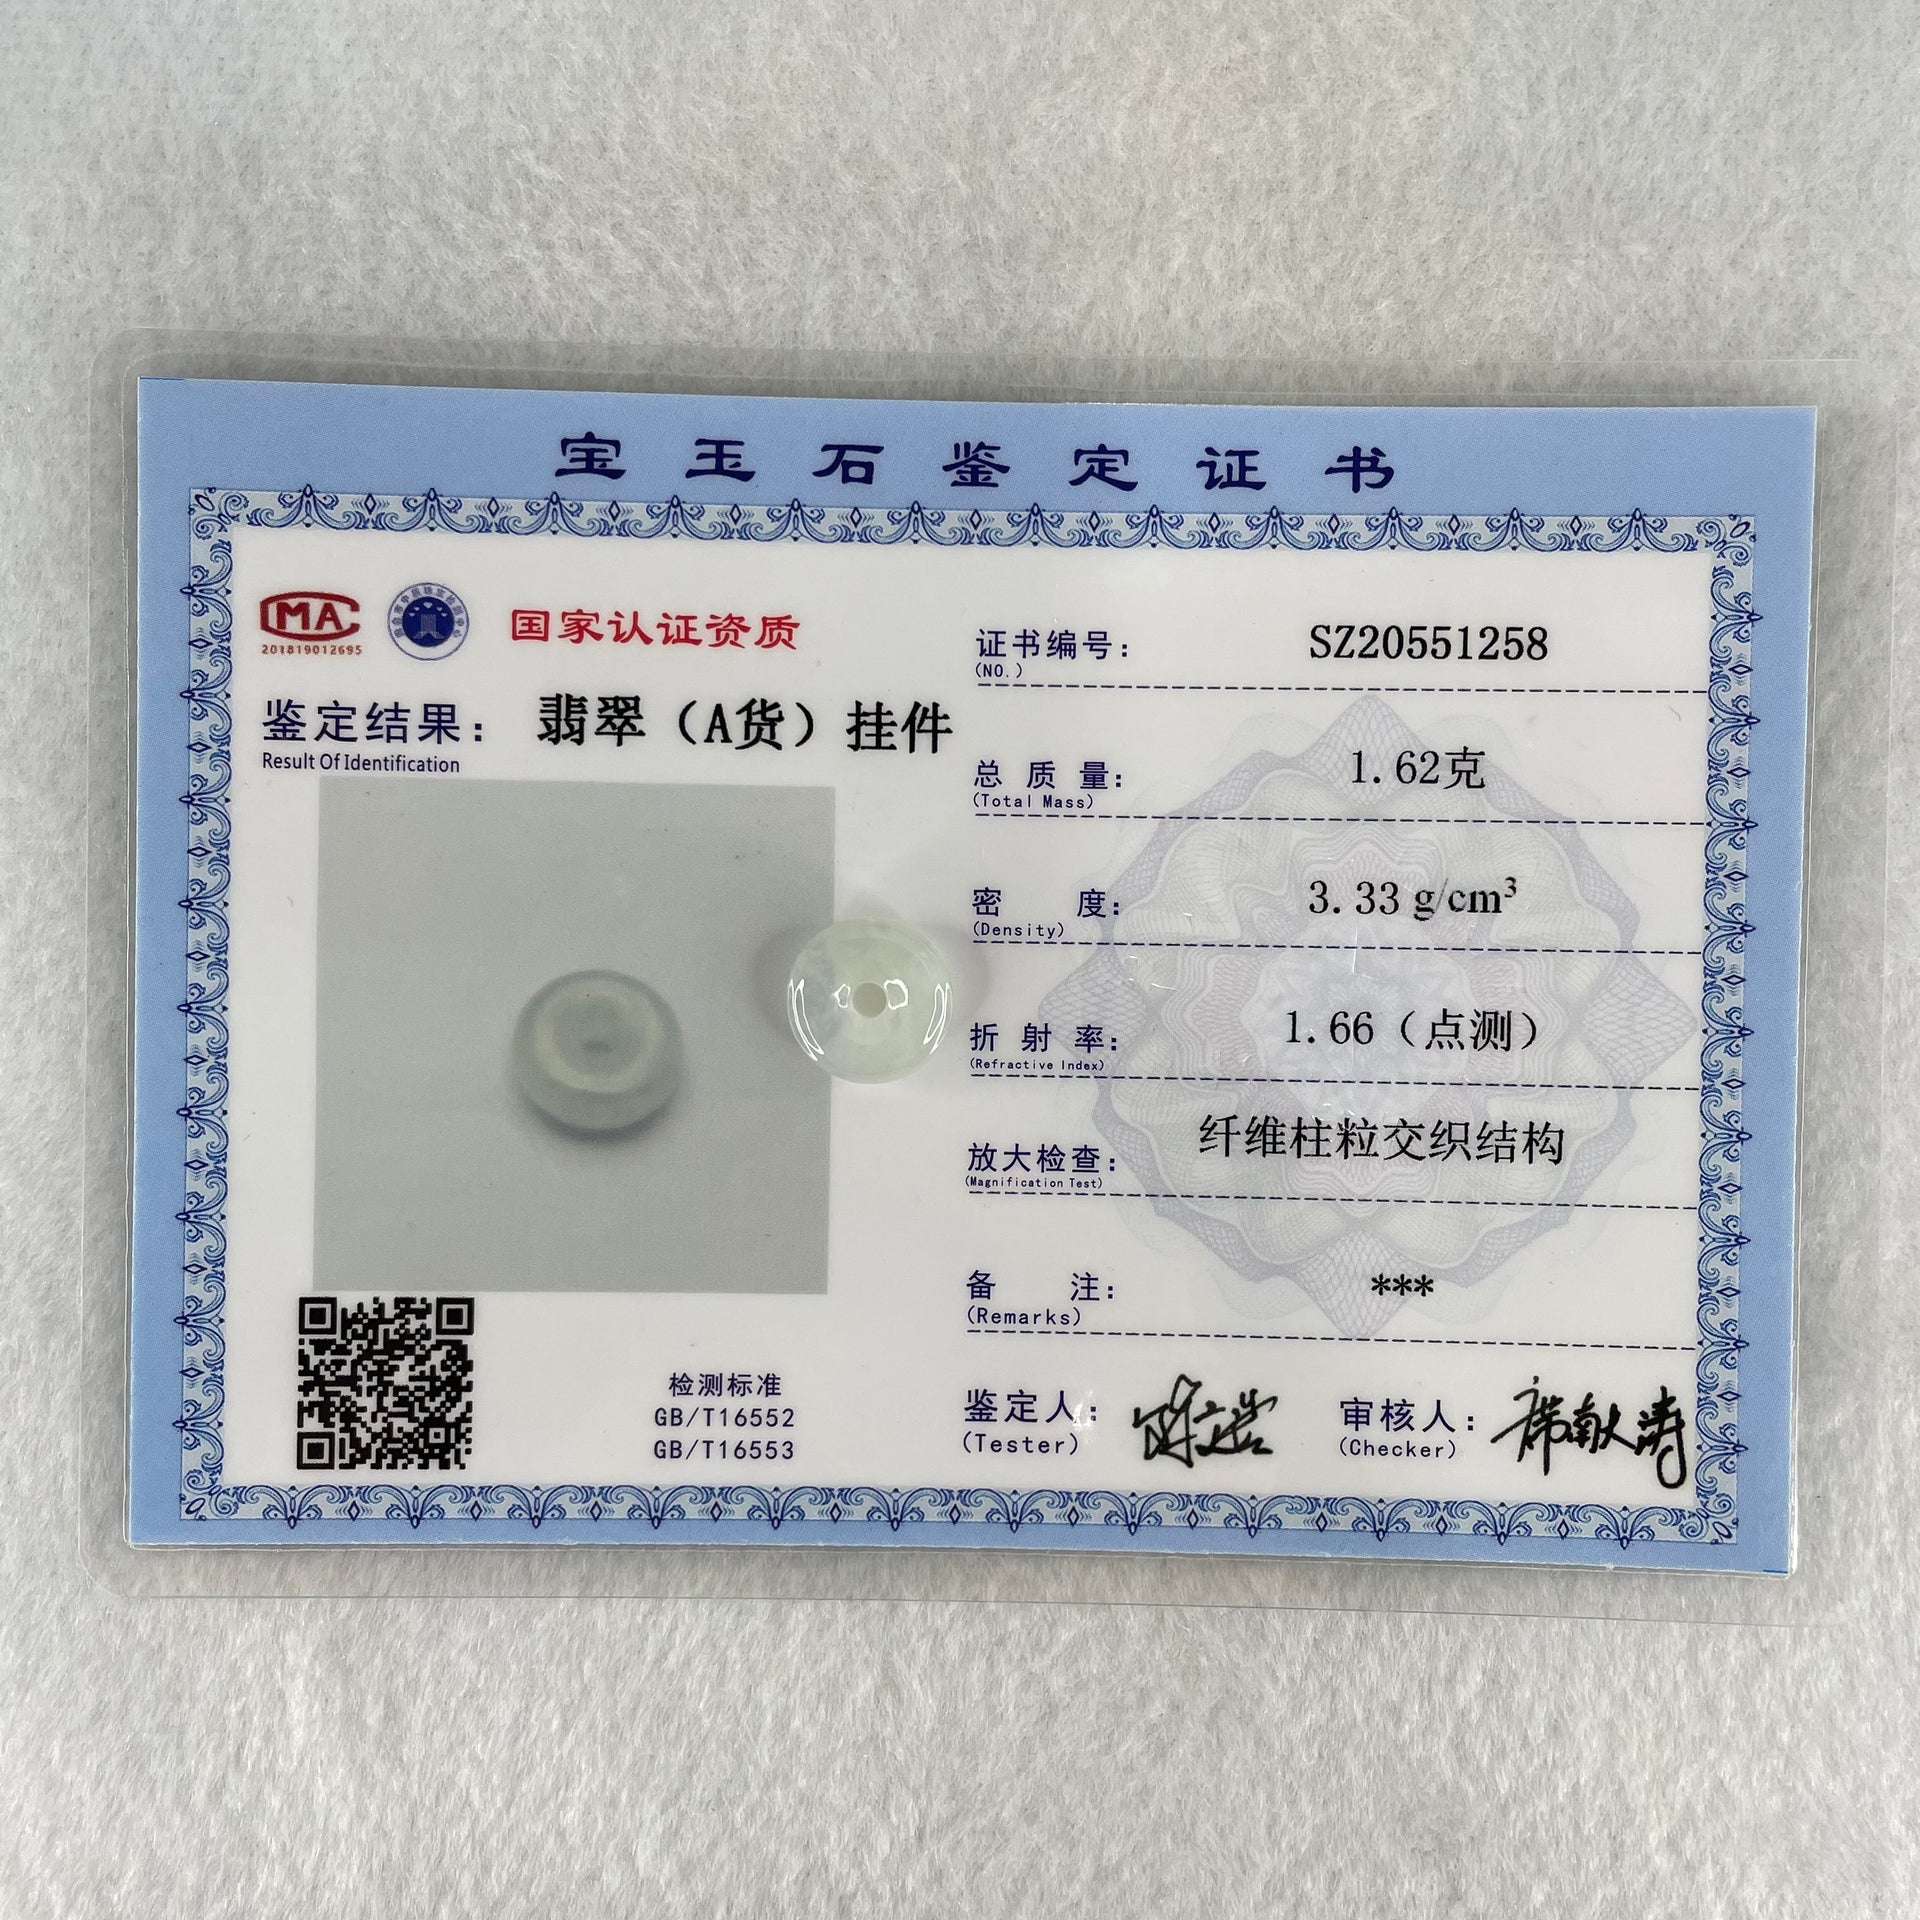 宝玉石鉴定证书
CMA
201819012695
国家认证资质
鉴定结果：翡翠（A货）挂件
Result Of Identification
检测标准
GB/T16552
GB/T16553
证书编号：SZ20551258
(NO.)
总质量：1.62克
(Total Mass)
密度：3.33 g/cm³
(Density)
折射率：1.66（点测）
(Refractive Index)
放大检查：纤维柱粒交织结构
(Magnification Test)
备注：***
(Remarks)
鉴定人：
(Tester)
审核人：
(Checker)